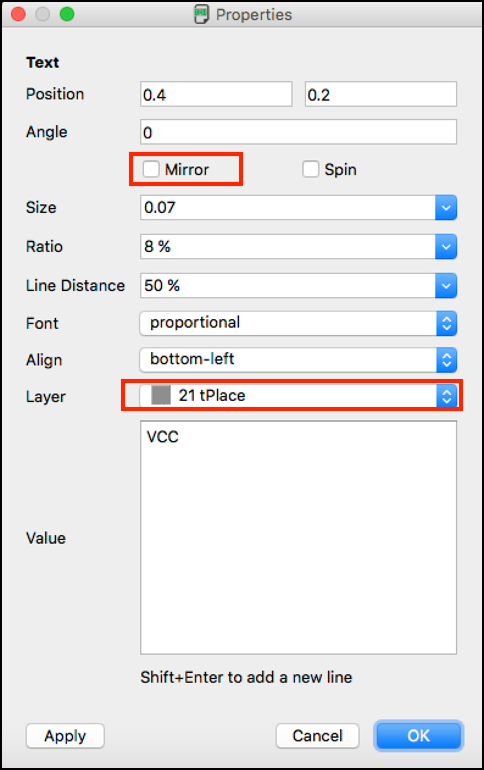 Properties
Text
Position 0.4 0.2
Angle 0
Mirror Spin
Size 0.07
Ratio 8 %
Line Distance 50 %
Font proportional
Align bottom-left
Layer 21 tPlace
VCC
Value
Shift+Enter to add a new line
Apply Cancel OK